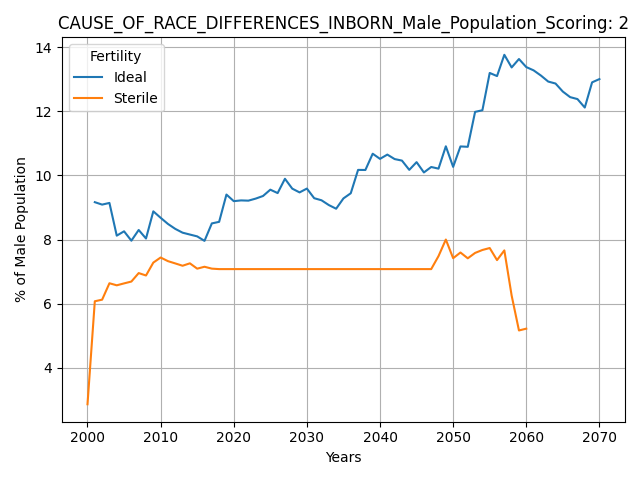 CAUSE_OF_RACE_DIFFERENCES_INBORN_Male_Population_Scoring: 2
Fertility
Ideal
Sterile
% of Male Population
14
12
10
8
6
4
2000 2010 2020 2030 2040 2050 2060 2070
Years